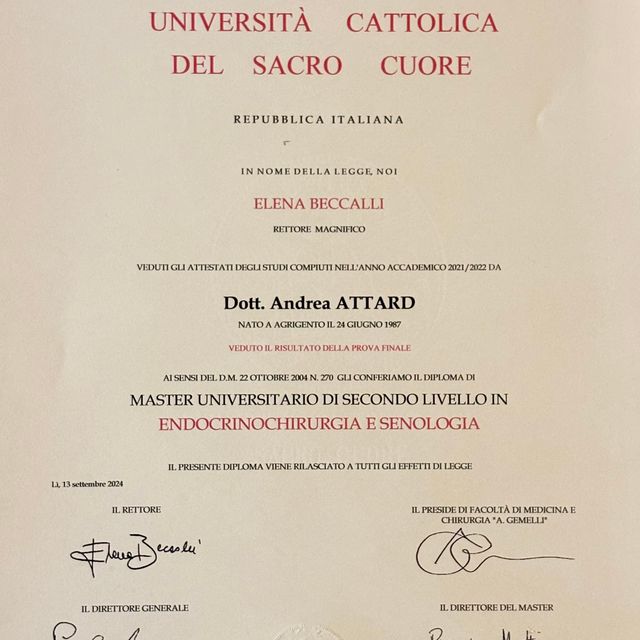 UNIVERSITÀ CATTOLICA
DEL SACRO CUORE
REPUBBLICA ITALIANA
IN NOME DELLA LEGGE, NOI
ELENA BECCALLI
RETTORE MAGNIFICO
VEDUTI GLI ATTESTATI DEGLI STUDI COMPIUTI NELL'ANNO ACCADEMICO 2021/2022 DA
Dott. Andrea ATTARD
NATO A AGRIGENTO IL 24 GIUGNO 1987
VEDUTO IL RISULTATO DELLA PROVA FINALE
AI SENSI DEL D.M. 22 OTTOBRE 2004 N. 270 GLI CONFERIAMO IL DIPLOMA DI
MASTER UNIVERSITARIO DI SECONDO LIVELLO IN
ENDOCRINOCHIRURGIA E SENOLOGIA
IL PRESENTE DIPLOMA VIENE RILASCIATO A TUTTI GLI EFFETTI DI LEGGE
Lì, 13 settembre 2024
IL RETTORE
IL PRESIDE DI FACOLTÀ DI MEDICINA E
CHIRURGIA "A. GEMELLI"
Elena Beccalli
IL DIRETTORE GENERALE
IL DIRETTORE DEL MASTER